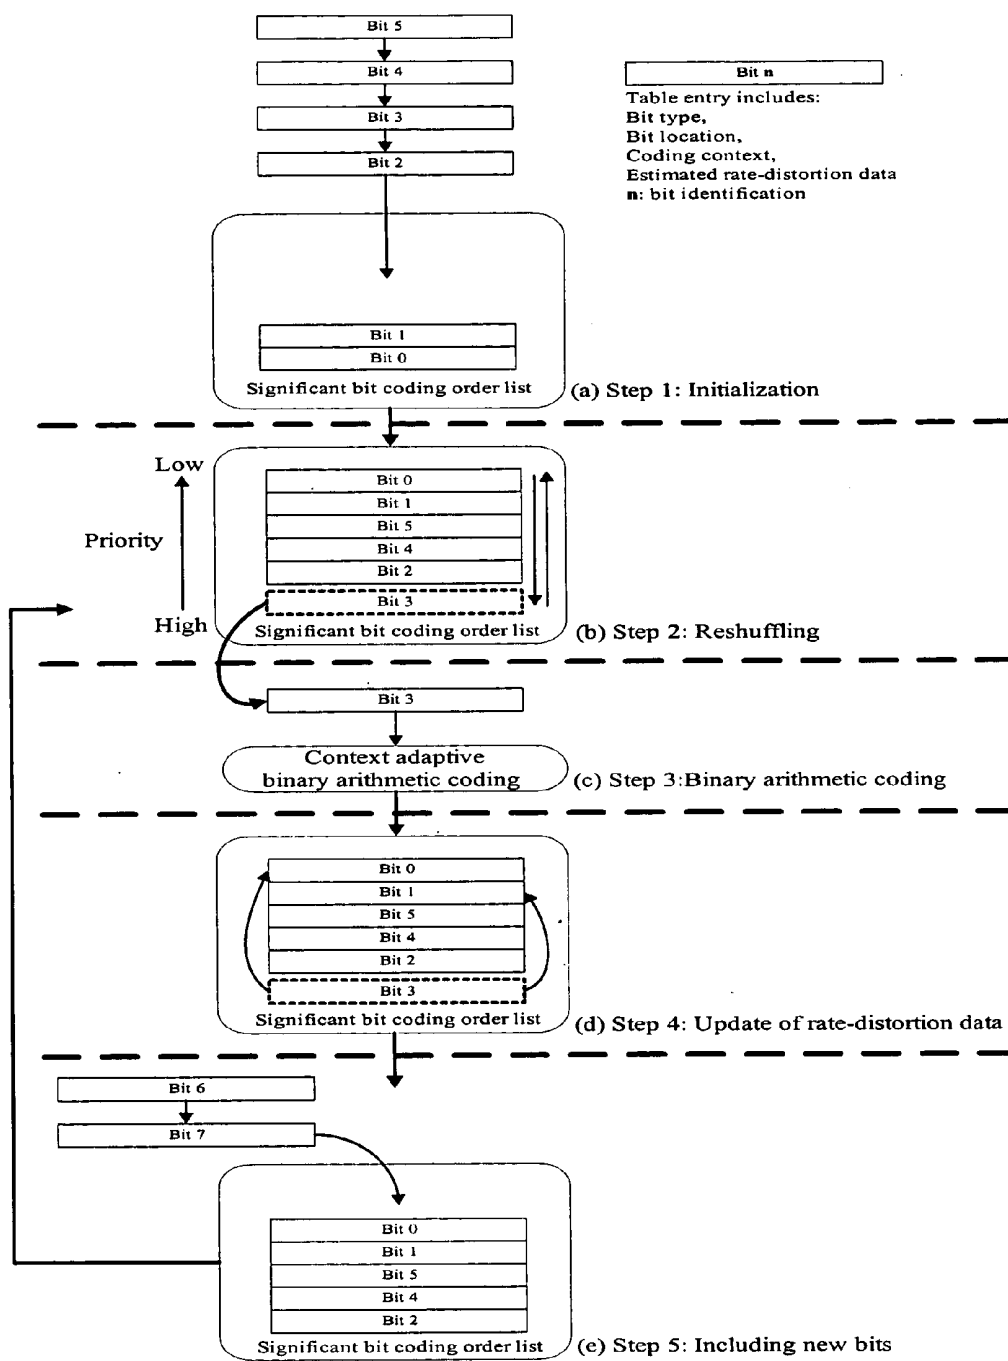 Bit 5
Bit 4
Bit 3
Bit 2
Bit n
Table entry includes:
Bit type,
Bit location,
Coding context,
Estimated rate-distortion data
n: bit identification
Bit 1
Bit 0
Significant bit coding order list
(a) Step 1: Initialization
Low
Priority
High
Bit 0
Bit 1
Bit 5
Bit 4
Bit 2
Bit 3
Significant bit coding order list
(b) Step 2: Reshuffling
Bit 3
Context adaptive
binary arithmetic coding
(c) Step 3:Binary arithmetic coding
Bit 0
Bit 1
Bit 5
Bit 4
Bit 2
Bit 3
Significant bit coding order list
(d) Step 4: Update of rate-distortion data
Bit 6
Bit 7
Bit 0
Bit 1
Bit 5
Bit 4
Bit 2
Significant bit coding order list
(e) Step 5: Including new bits